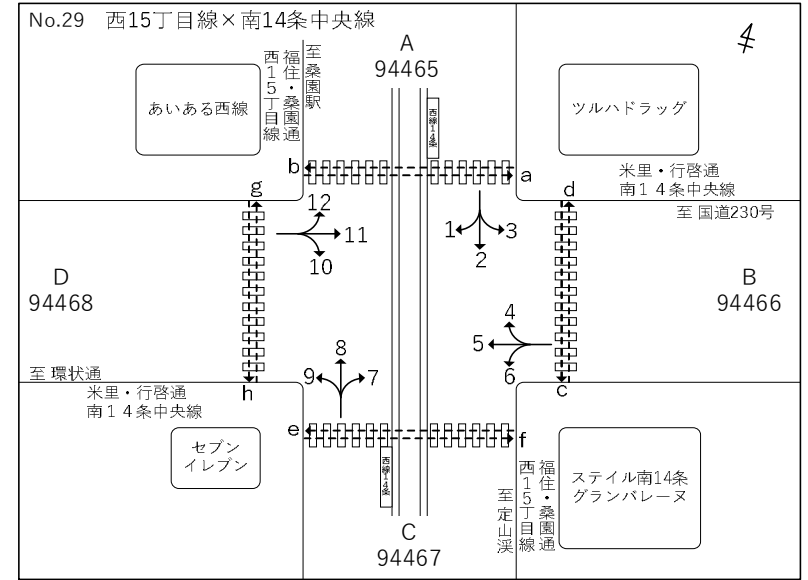 No.29 西15丁目線×南14条中央線
A
94465
至 桑園駅
福住・桑園通
西15丁目線
あいある西線
西線14条
ツルハドラッグ
米里・行啓通
南14条中央線
至 国道230号
b
a
g
d
12
11
10
1
2
3
D
94468
B
94466
4
5
6
8
9
7
至 環状通
米里・行啓通
南14条中央線
h
c
e
f
セブン
イレブン
西線14条
福住・桑園通
西15丁目線
至 定山渓
ステイル南14条
グランバレーヌ
C
94467